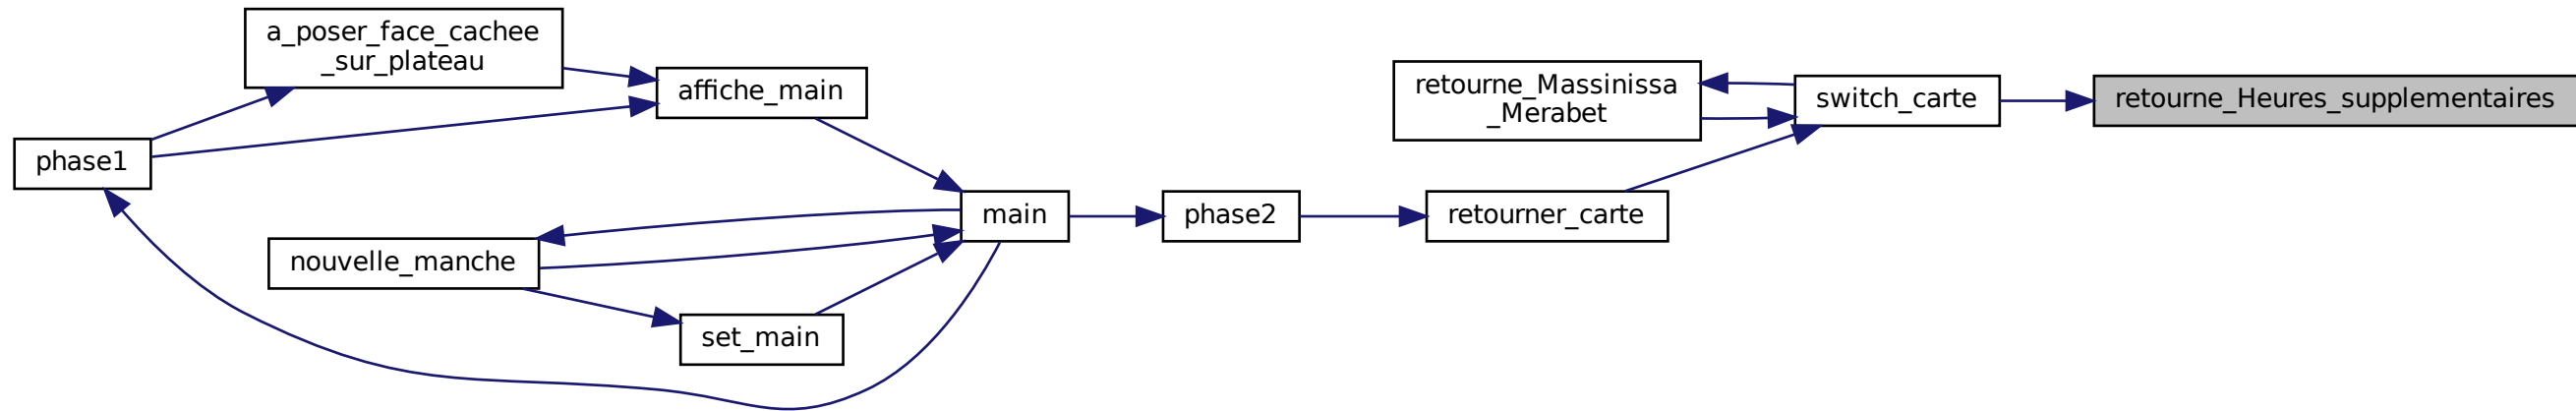 a_poser_face_cachee
_sur_plateau
affiche_main
phase1
nouvelle_manche
set_main
main
phase2
retourne_Massinissa
_Merabet
retourner_carte
switch_carte
retourne_Heures_supplementaires